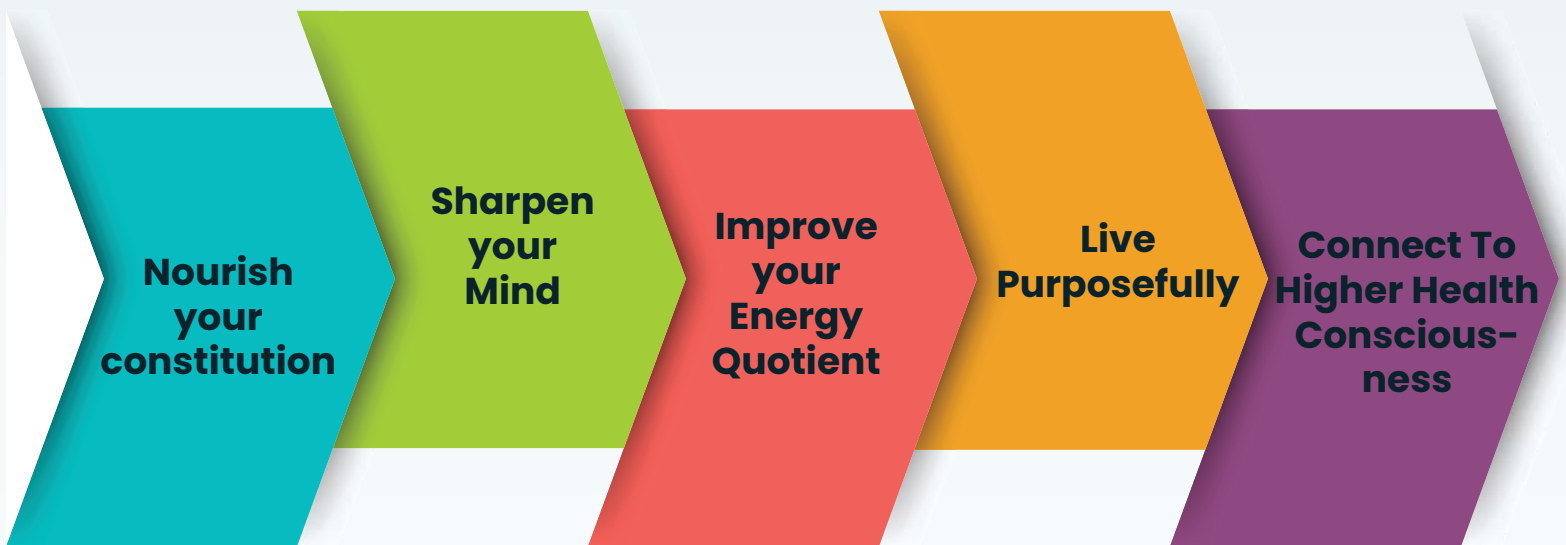 Nourish
your
constitution
Sharpen
your
Mind
Improve
your
Energy
Quotient
Live
Purposefully
Connect To
Higher Health
Conscious-
ness